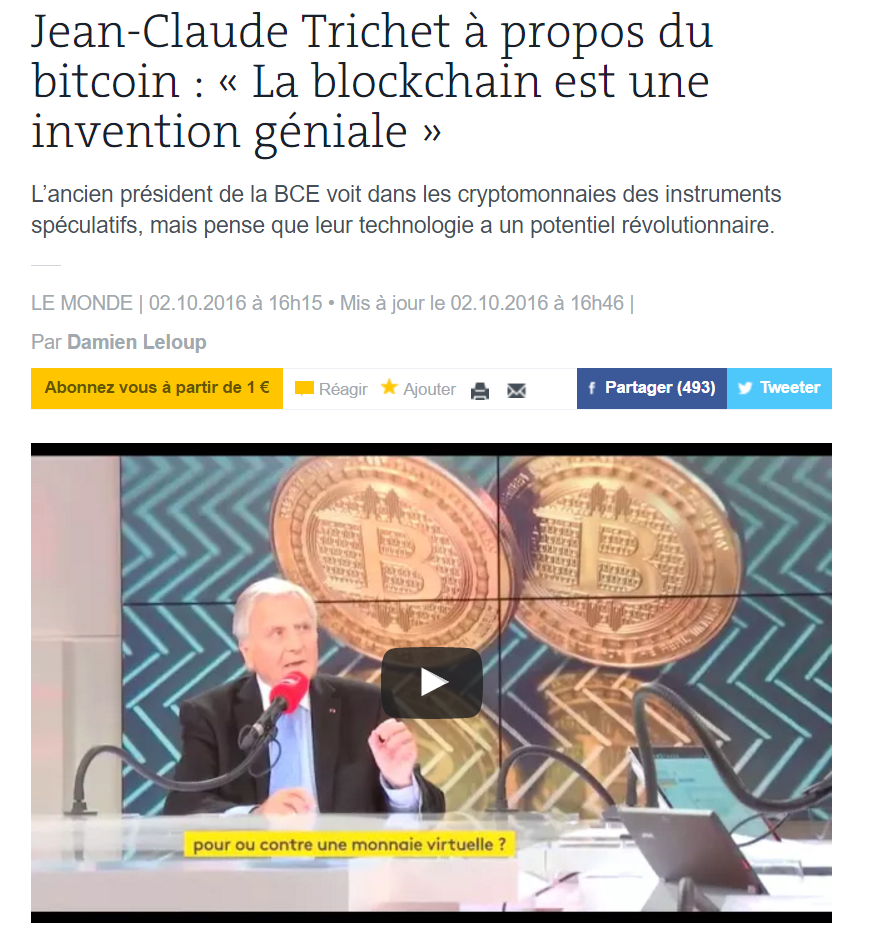 Jean-Claude Trichet à propos du
bitcoin : « La blockchain est une
invention géniale »
L’ancien président de la BCE voit dans les cryptomonnaies des instruments
spéculatifs, mais pense que leur technologie a un potentiel révolutionnaire.
LE MONDE | 02.10.2016 à 16h15 • Mis à jour le 02.10.2016 à 16h46 |
Par Damien Leloup
Abonnez vous à partir de 1 € Réagir Ajouter f Partager (493) Tweeter
pour ou contre une monnaie virtuelle ?